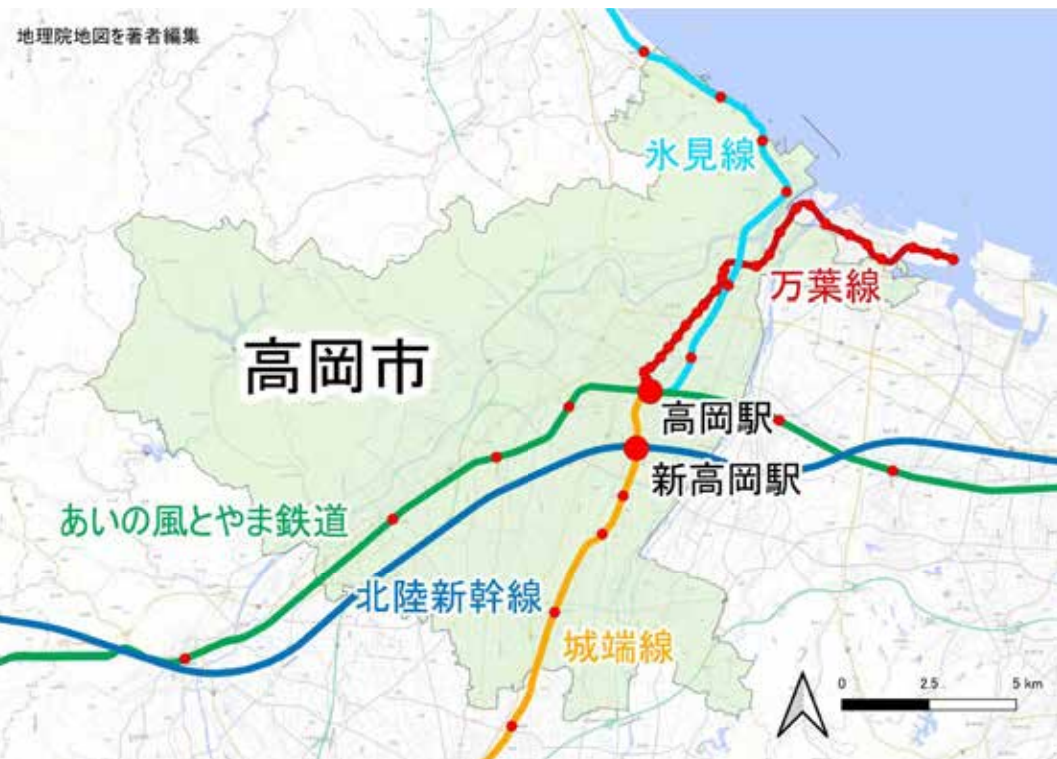 地理院地図を著者編集
氷見線
万葉線
高岡市
高岡駅
新高岡駅
あいの風とやま鉄道
北陸新幹線
城端線
0 2.5 5 km